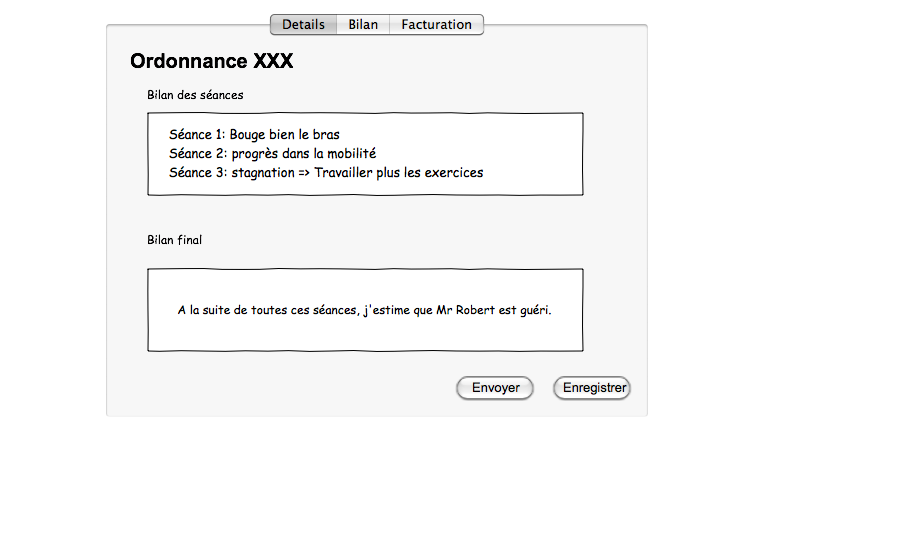 Details Bilan Facturation
Ordonnance XXX
Bilan des séances
Séance 1: Bouge bien le bras
Séance 2: progrès dans la mobilité
Séance 3: stagnation => Travailler plus les exercices
Bilan final
A la suite de toutes ces séances, j'estime que Mr Robert est guéri.
Envoyer Enregistrer